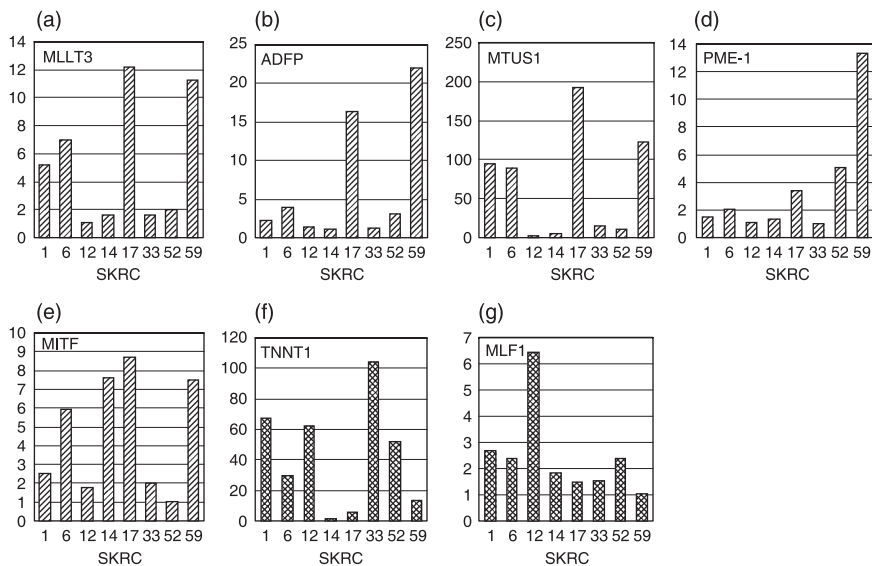 (a)
MLLT3
14
12
10
8
6
4
2
0
1 6 12 14 17 33 52 59
SKRC
(b)
ADFP
25
20
15
10
5
0
1 6 12 14 17 33 52 59
SKRC
(c)
MTUS1
250
200
150
100
50
0
1 6 12 14 17 33 52 59
SKRC
(d)
PME-1
14
12
10
8
6
4
2
0
1 6 12 14 17 33 52 59
SKRC
(e)
MITF
10
9
8
7
6
5
4
3
2
1
0
1 6 12 14 17 33 52 59
SKRC
(f)
TNNT1
120
100
80
60
40
20
0
1 6 12 14 17 33 52 59
SKRC
(g)
MLF1
7
6
5
4
3
2
1
0
1 6 12 14 17 33 52 59
SKRC